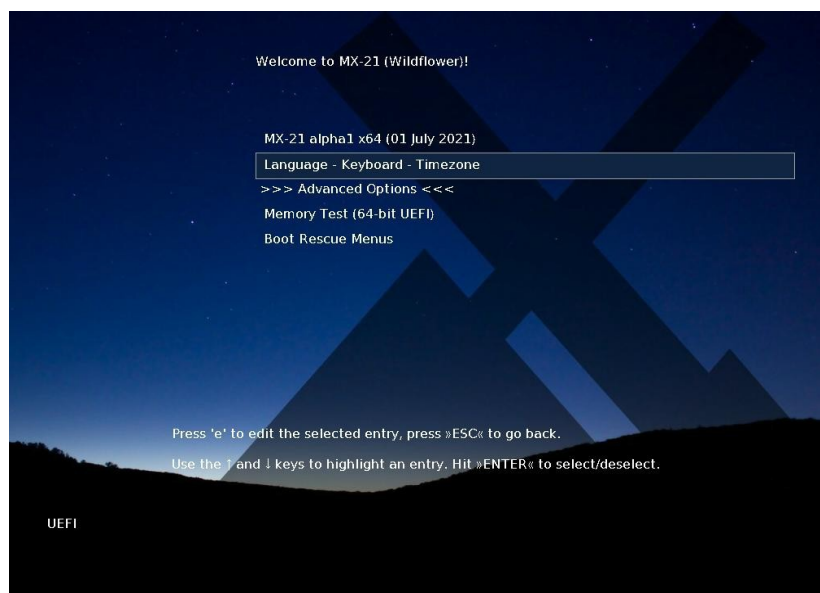 Welcome to MX-21 (Wildflower)!
MX-21 alpha1 x64 (01 July 2021)
Language - Keyboard - Timezone
>>> Advanced Options <<<
Memory Test (64-bit UEFI)
Boot Rescue Menus
Press 'e' to edit the selected entry, press »ESC« to go back.
Use the ↑ and ↓ keys to highlight an entry. Hit »ENTER« to select/deselect.
UEFI